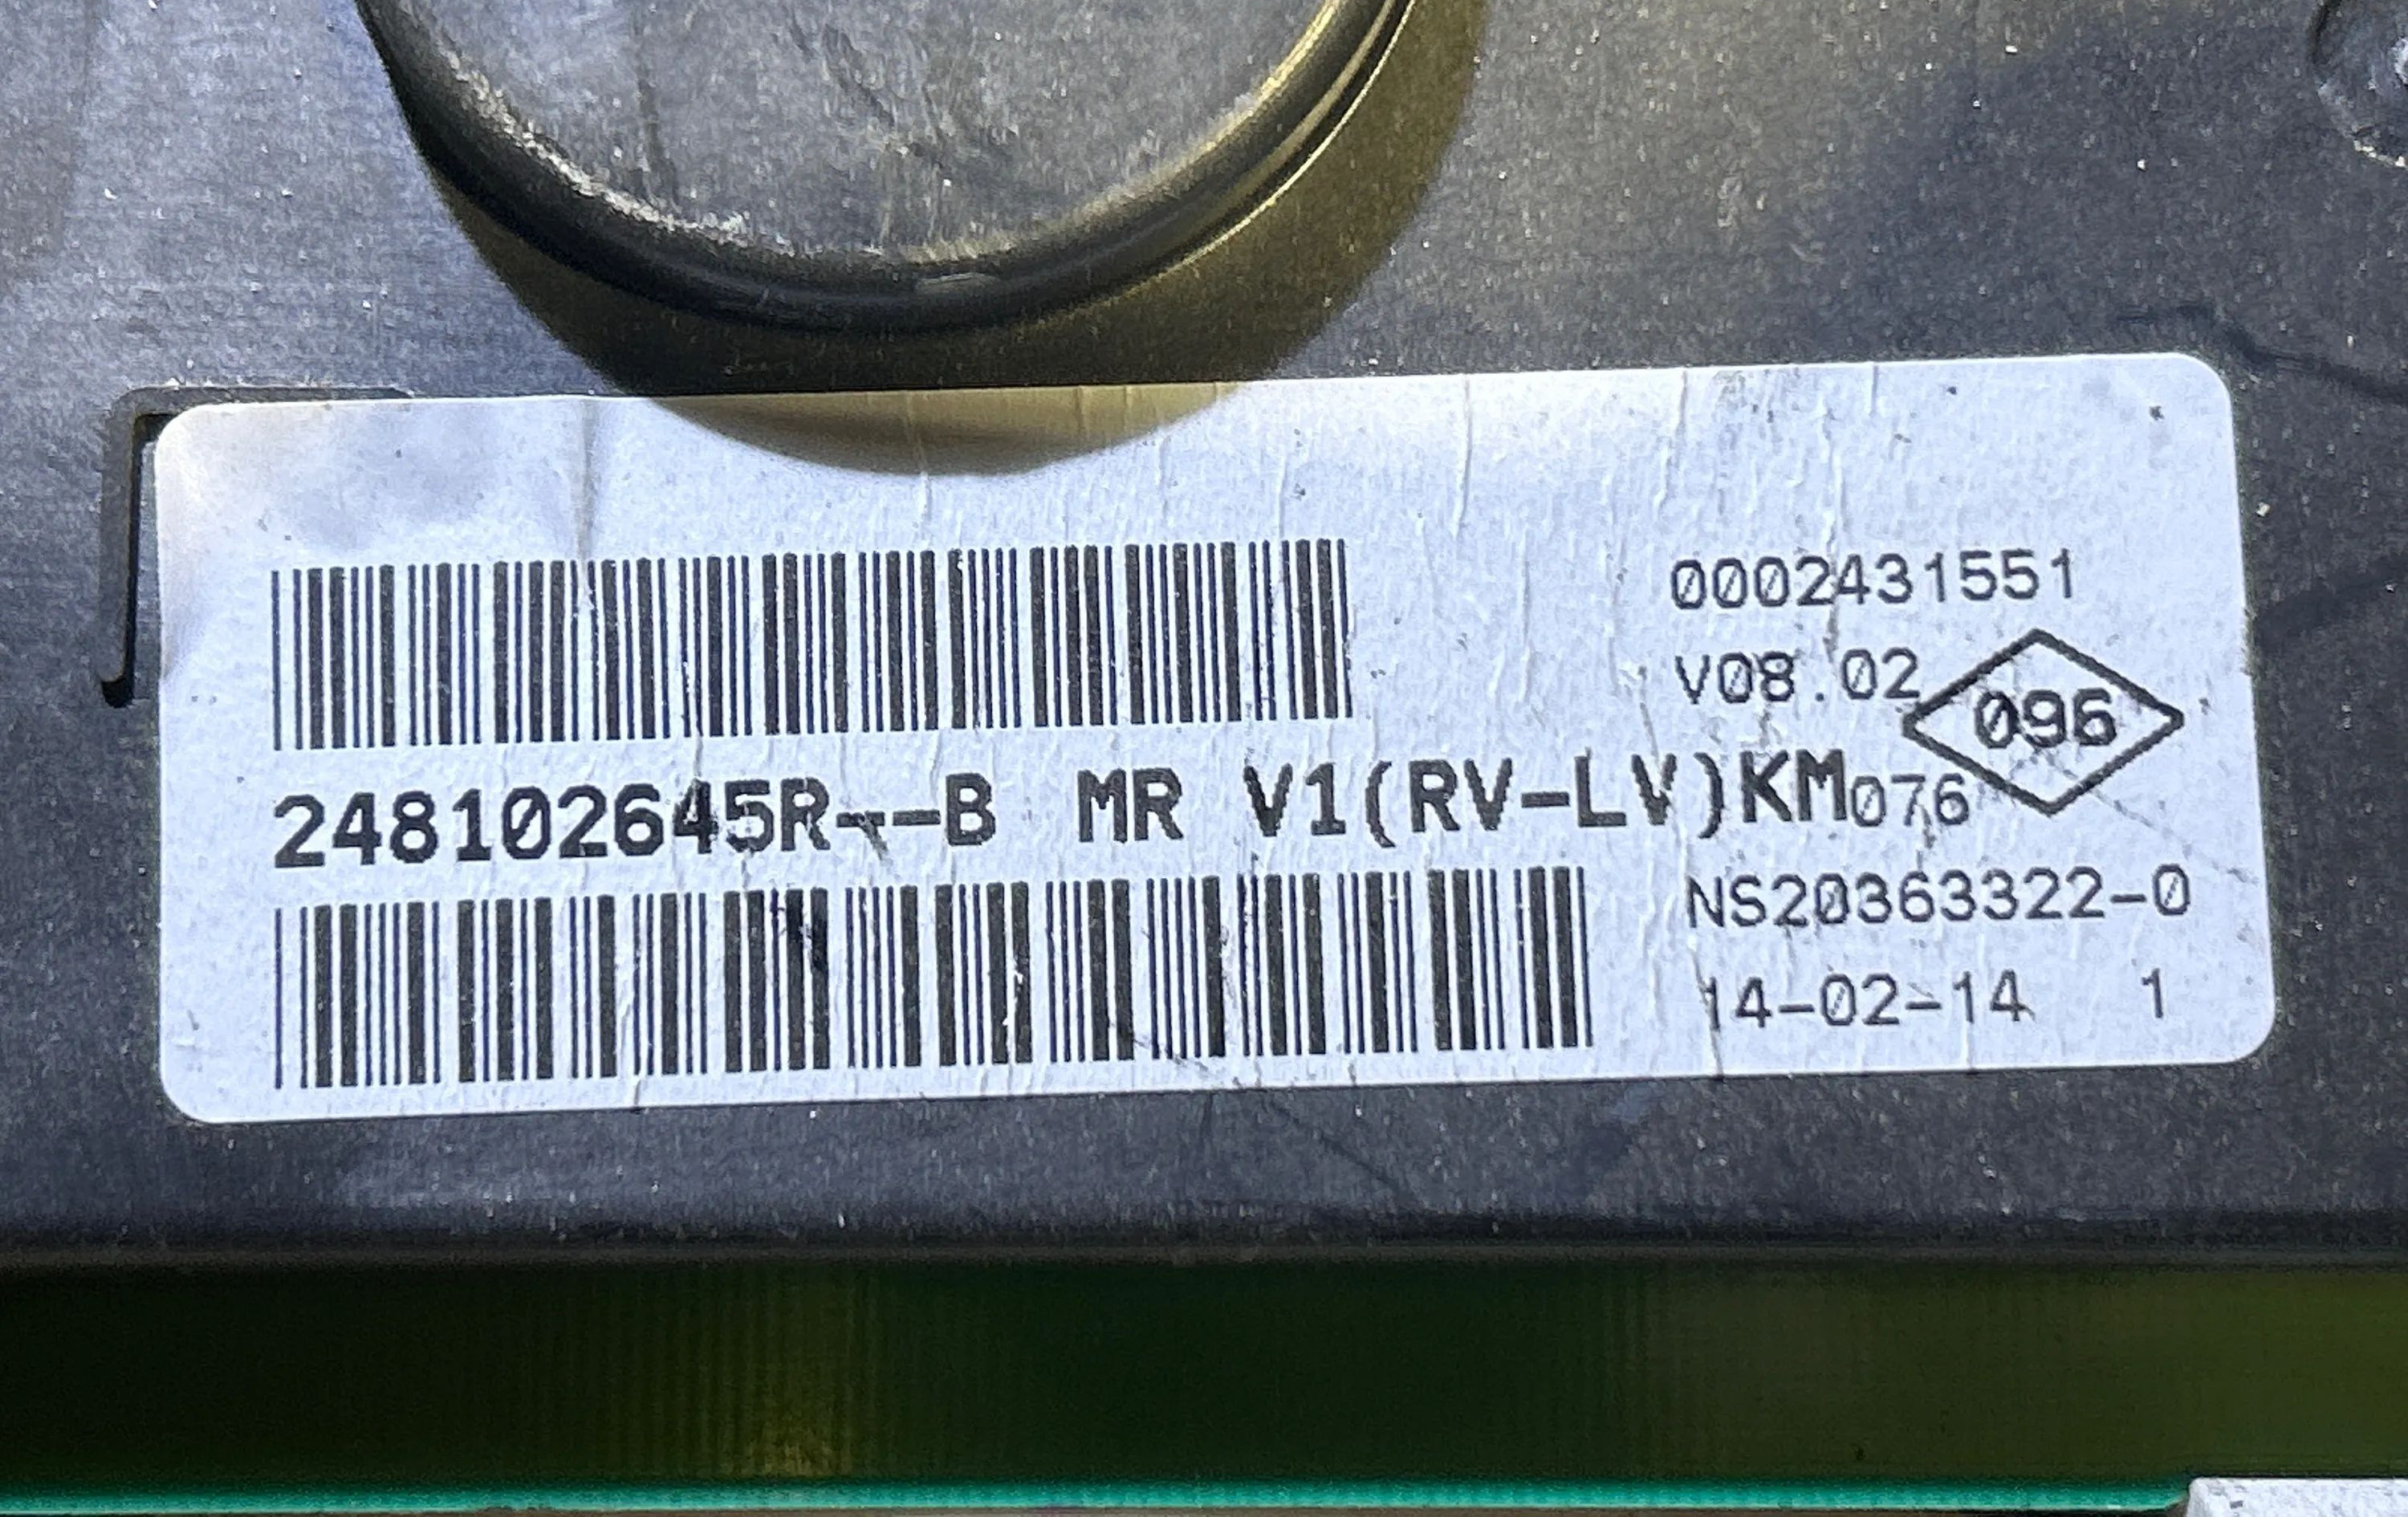 0002431551
V08.02
096
248102645R--B MR V1(RV-LV)KM076
NS20363322-0
14-02-14 1